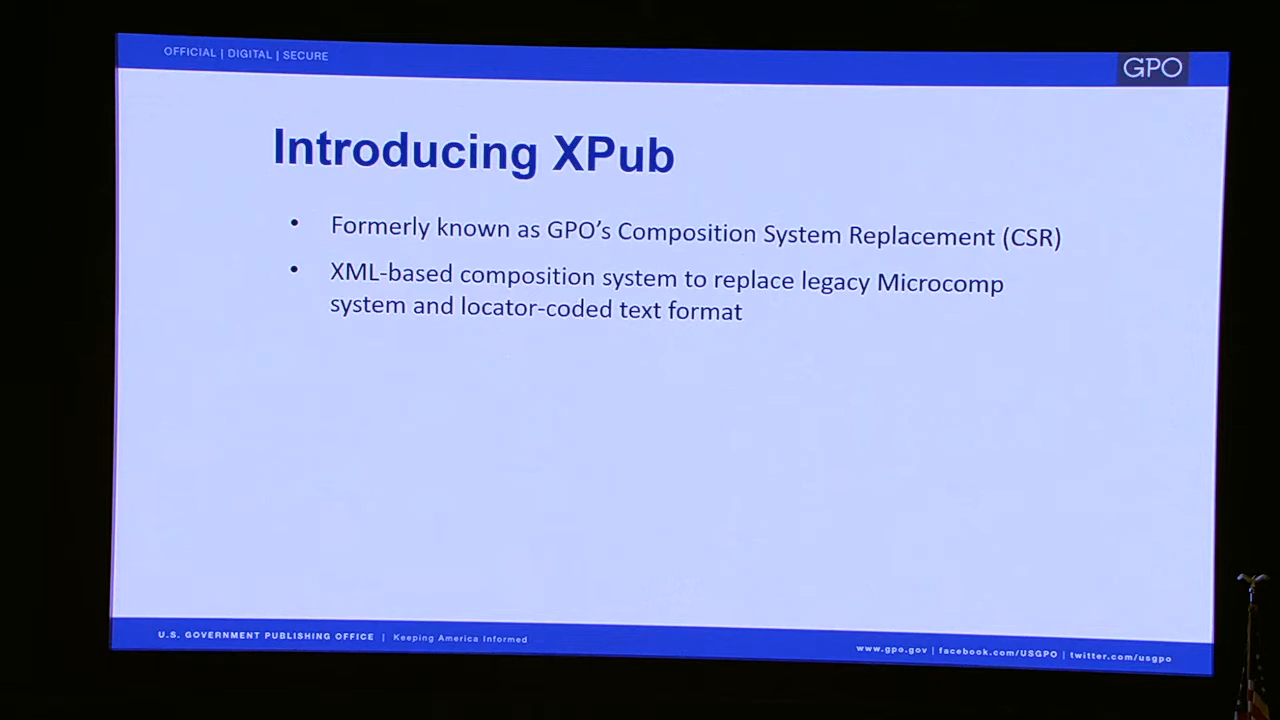 OFFICIAL | DIGITAL | SECURE
GPO
Introducing XPub
• Formerly known as GPO’s Composition System Replacement (CSR)
• XML-based composition system to replace legacy Microcomp
system and locator-coded text format
U.S. GOVERNMENT PUBLISHING OFFICE | Keeping America Informed
www.gpo.gov | facebook.com/USGPO | twitter.com/usgpo